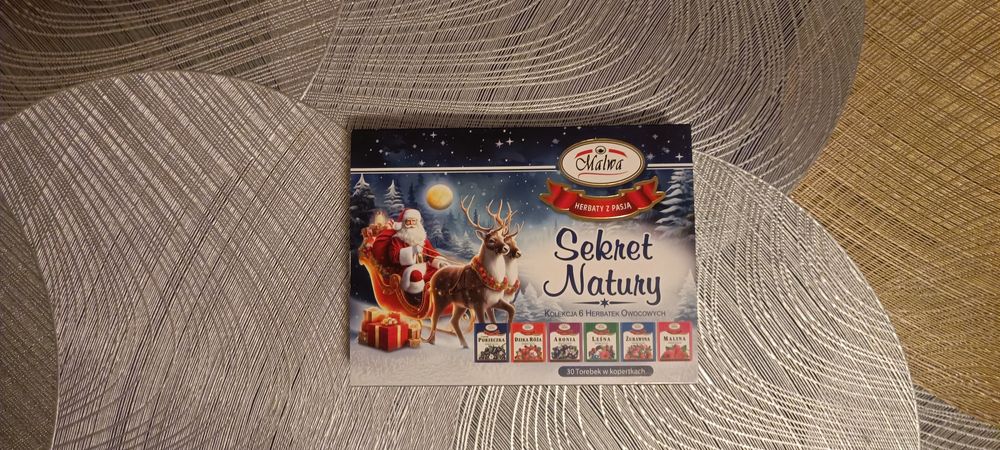 Malwa
HERBATY Z PASJĄ
Sekret
Natury
KOLEKCJA 6 HERBATEK OWOCOWYCH
PORZECZKA
DZIKA RÓŻA
ARONIA
LEŚNA
ŻURAWINA
MALINA
30 Torebek w kopertkach